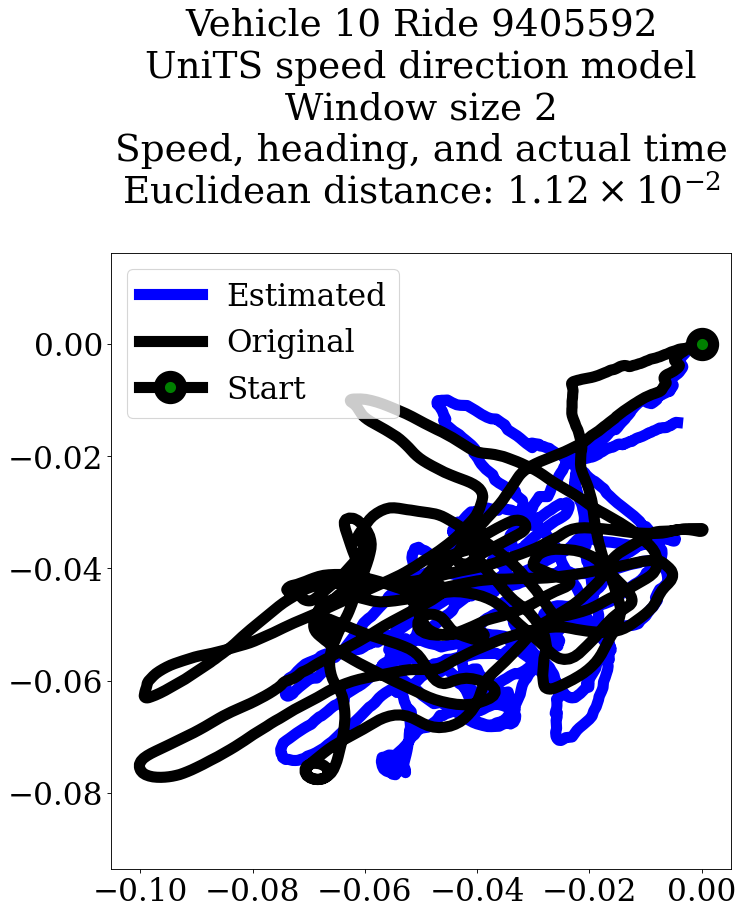 Vehicle 10 Ride 9405592
UniTS speed direction model
Window size 2
Speed, heading, and actual time
Euclidean distance: 1.12 × 10⁻²
Estimated
Original
Start
0.00
−0.02
−0.04
−0.06
−0.08
−0.10 −0.08 −0.06 −0.04 −0.02 0.00